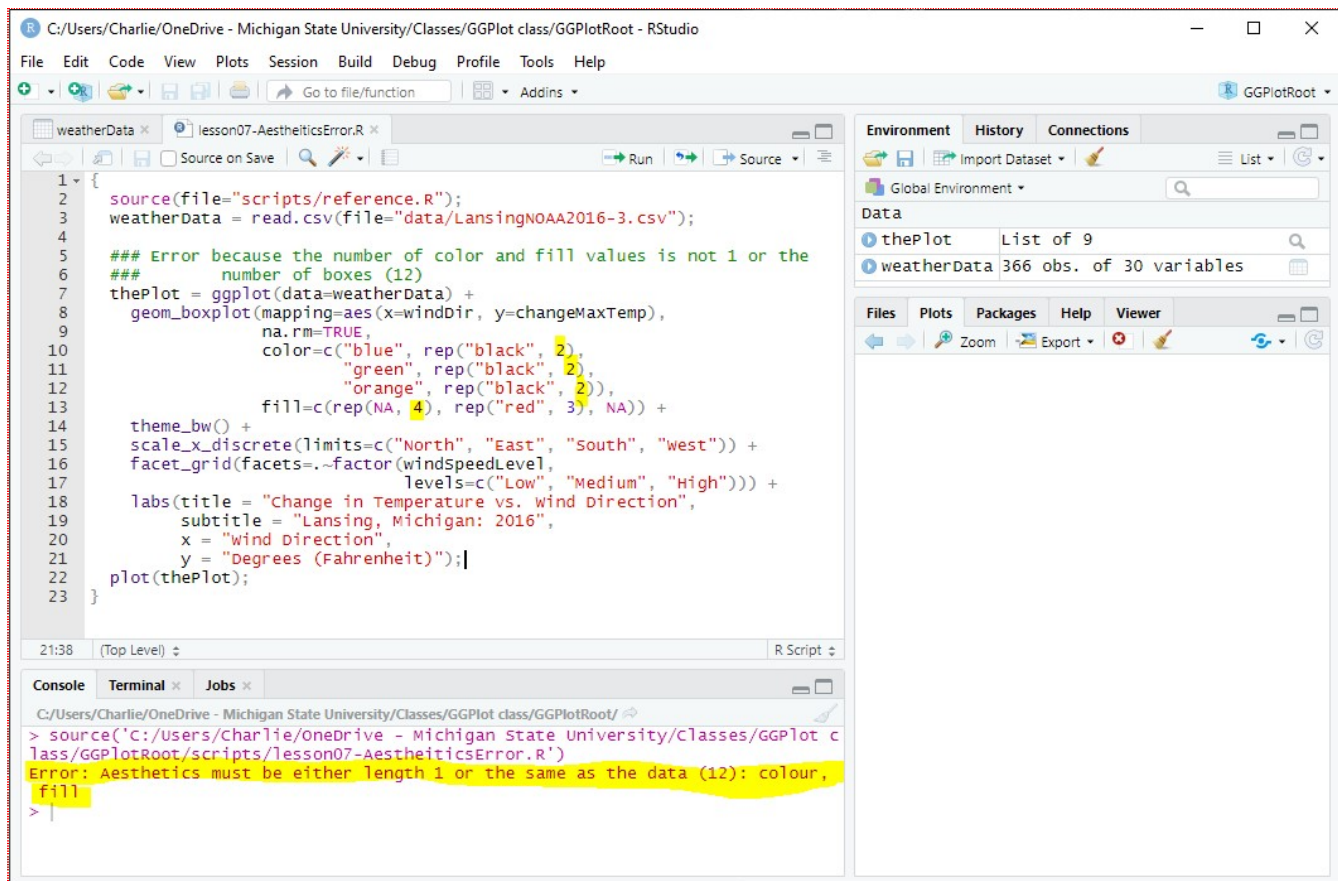 C:/Users/Charlie/OneDrive - Michigan State University/Classes/GGPlot class/GGPlotRoot - RStudio
File Edit Code View Plots Session Build Debug Profile Tools Help
Go to file/function Addins GGPlotRoot
weatherData lesson07-AestheiticsError.R
Source on Save Run Source
1 {
2 source(file="scripts/reference.R");
3 weatherData = read.csv(file="data/LansingNOAA2016-3.csv");
4
5 ### Error because the number of color and fill values is not 1 or the
6 ### number of boxes (12)
7 thePlot = ggplot(data=weatherData) +
8 geom_boxplot(mapping=aes(x=windDir, y=changeMaxTemp),
9 na.rm=TRUE,
10 color=c("blue", rep("black", 2),
11 "green", rep("black", 2),
12 "orange", rep("black", 2)),
13 fill=c(rep(NA, 4), rep("red", 3), NA)) +
14 theme_bw() +
15 scale_x_discrete(limits=c("North", "East", "South", "West")) +
16 facet_grid(facets=.~factor(windSpeedLevel,
17 levels=c("Low", "Medium", "High"))) +
18 labs(title = "Change in Temperature vs. Wind Direction",
19 subtitle = "Lansing, Michigan: 2016",
20 x = "Wind Direction",
21 y = "Degrees (Fahrenheit)");
22 plot(thePlot);
23 }
21:38 (Top Level) R Script
Console Terminal Jobs
C:/Users/Charlie/OneDrive - Michigan State University/Classes/GGPlot class/GGPlotRoot/
> source('C:/Users/Charlie/OneDrive - Michigan State University/Classes/GGPlot c
lass/GGPlotRoot/scripts/lesson07-AestheiticsError.R')
Error: Aesthetics must be either length 1 or the same as the data (12): colour,
fill
>
Environment History Connections
Import Dataset List
Global Environment
Data
thePlot List of 9
weatherData 366 obs. of 30 variables
Files Plots Packages Help Viewer
Zoom Export